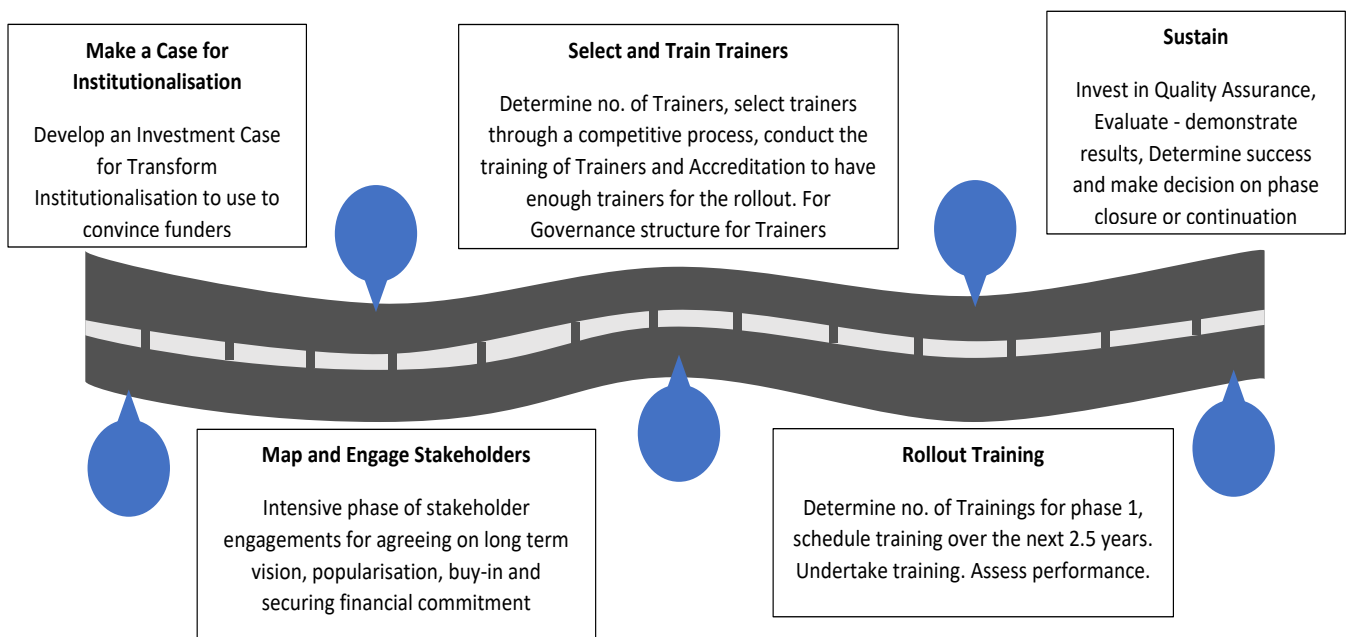 Make a Case for
Institutionalisation
Develop an Investment Case
for Transform
Institutionalisation to use to
convince funders
Map and Engage Stakeholders
Intensive phase of stakeholder
engagements for agreeing on long term
vision, popularisation, buy-in and
securing financial commitment
Select and Train Trainers
Determine no. of Trainers, select trainers
through a competitive process, conduct the
training of Trainers and Accreditation to have
enough trainers for the rollout. For
Governance structure for Trainers
Rollout Training
Determine no. of Trainings for phase 1,
schedule training over the next 2.5 years.
Undertake training. Assess performance.
Sustain
Invest in Quality Assurance,
Evaluate - demonstrate
results, Determine success
and make decision on phase
closure or continuation